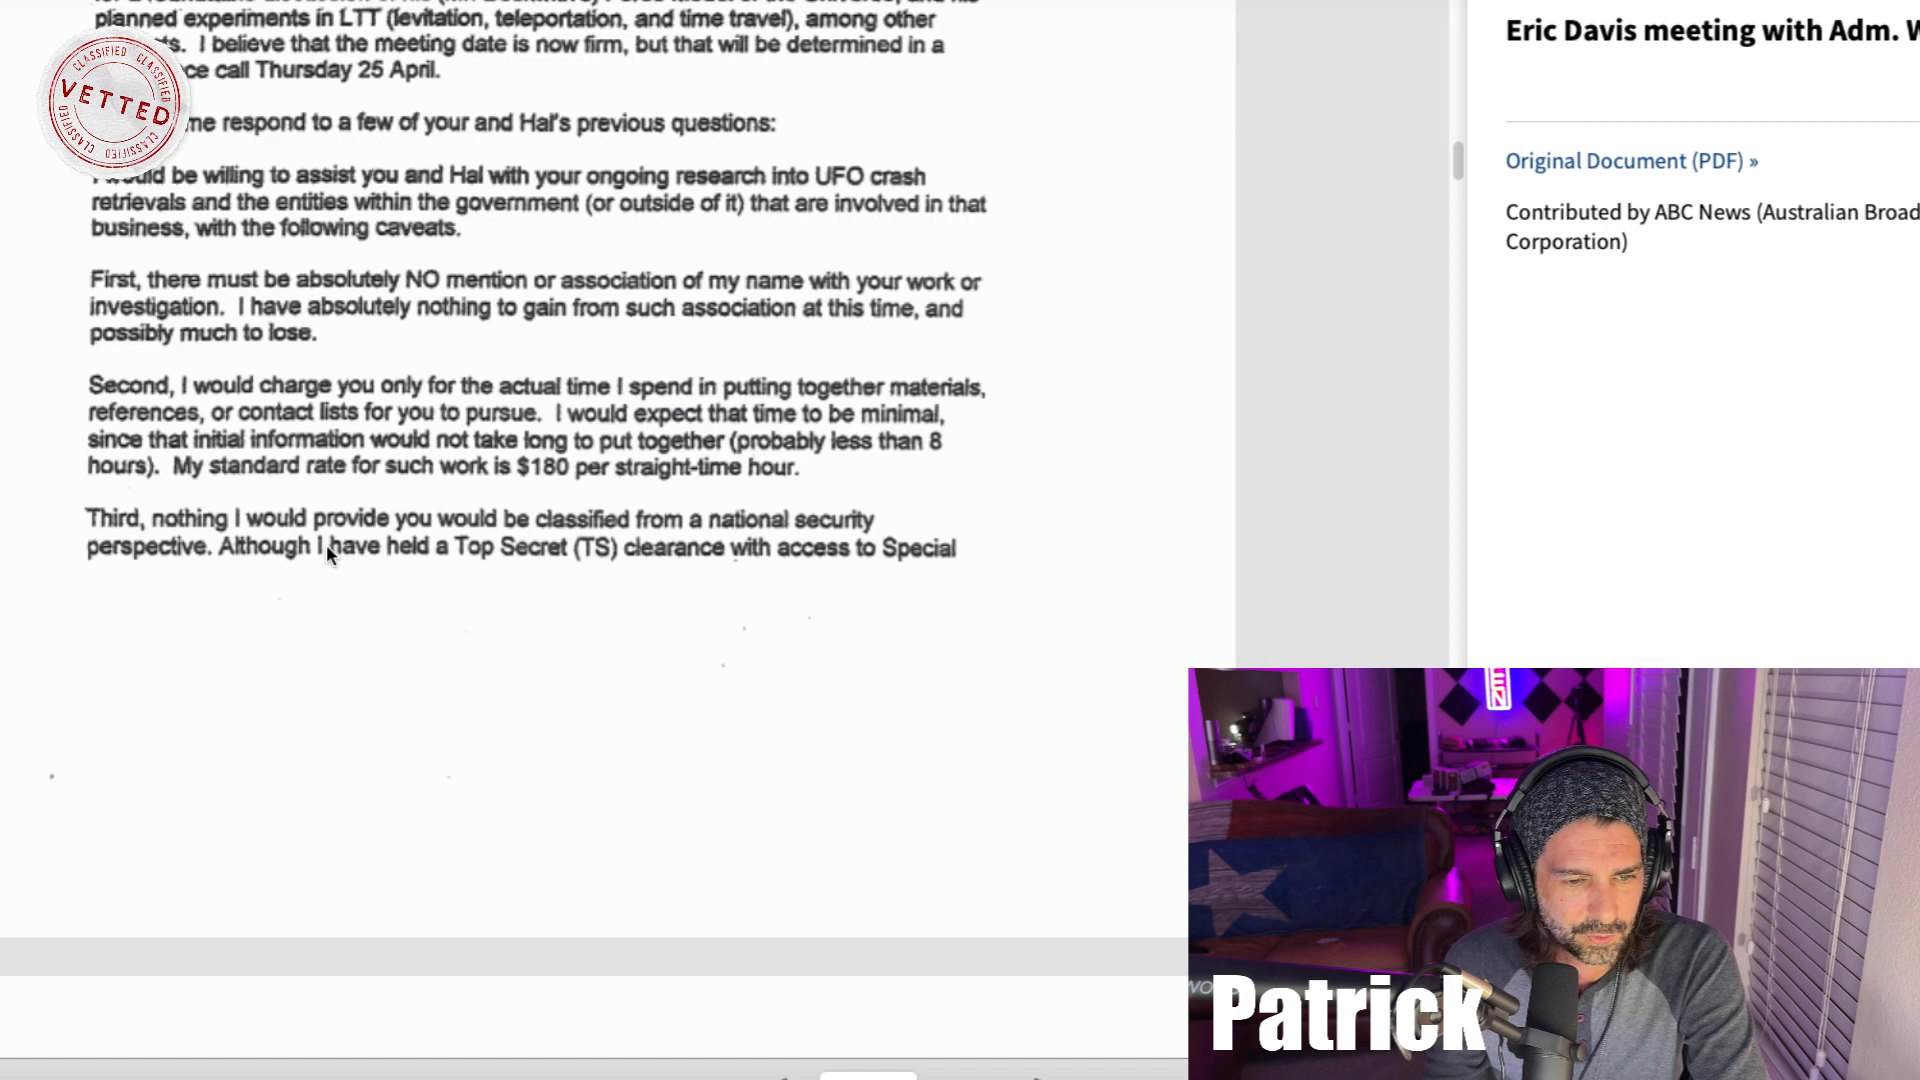 planned experiments in LTT (levitation, teleportation, and time travel), among other
I believe that the meeting date is now firm, but that will be determined in a
ce call Thursday 25 April.
me respond to a few of your and Hal's previous questions:
be willing to assist you and Hal with your ongoing research into UFO crash
retrievals and the entities within the government (or outside of it) that are involved in that
business, with the following caveats.
First, there must be absolutely NO mention or association of my name with your work or
investigation. I have absolutely nothing to gain from such association at this time, and
possibly much to lose.
Second, I would charge you only for the actual time I spend in putting together materials,
references, or contact lists for you to pursue. I would expect that time to be minimal,
since that initial information would not take long to put together (probably less than 8
hours). My standard rate for such work is $180 per straight-time hour.
Third, nothing I would provide you would be classified from a national security
perspective. Although I have held a Top Secret (TS) clearance with access to Special
CLASSIFIED CLASSIFIED
VETTED
CLASSIFIED CLASSIFIED
Eric Davis meeting with Adm. W
Original Document (PDF) »
Contributed by ABC News (Australian Broad
Corporation)
Patrick